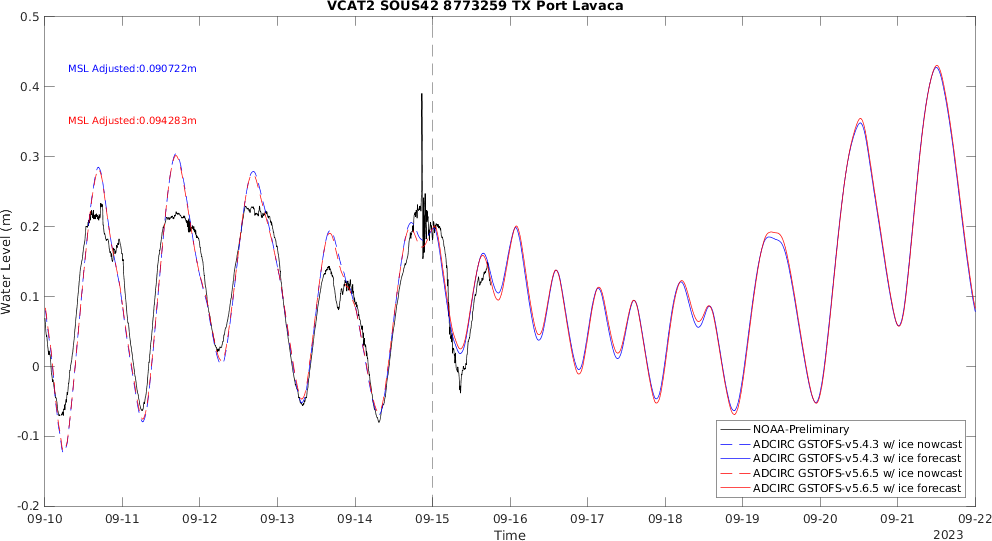 VCAT2 SOUS42 8773259 TX Port Lavaca
0.5
0.4
0.3
0.2
0.1
0
-0.1
-0.2
Water Level (m)
MSL Adjusted:0.090722m
MSL Adjusted:0.094283m
NOAA-Preliminary
ADCIRC GSTOFS-v5.4.3 w/ ice nowcast
ADCIRC GSTOFS-v5.4.3 w/ ice forecast
ADCIRC GSTOFS-v5.6.5 w/ ice nowcast
ADCIRC GSTOFS-v5.6.5 w/ ice forecast
09-10 09-11 09-12 09-13 09-14 09-15 09-16 09-17 09-18 09-19 09-20 09-21 09-22
Time
2023